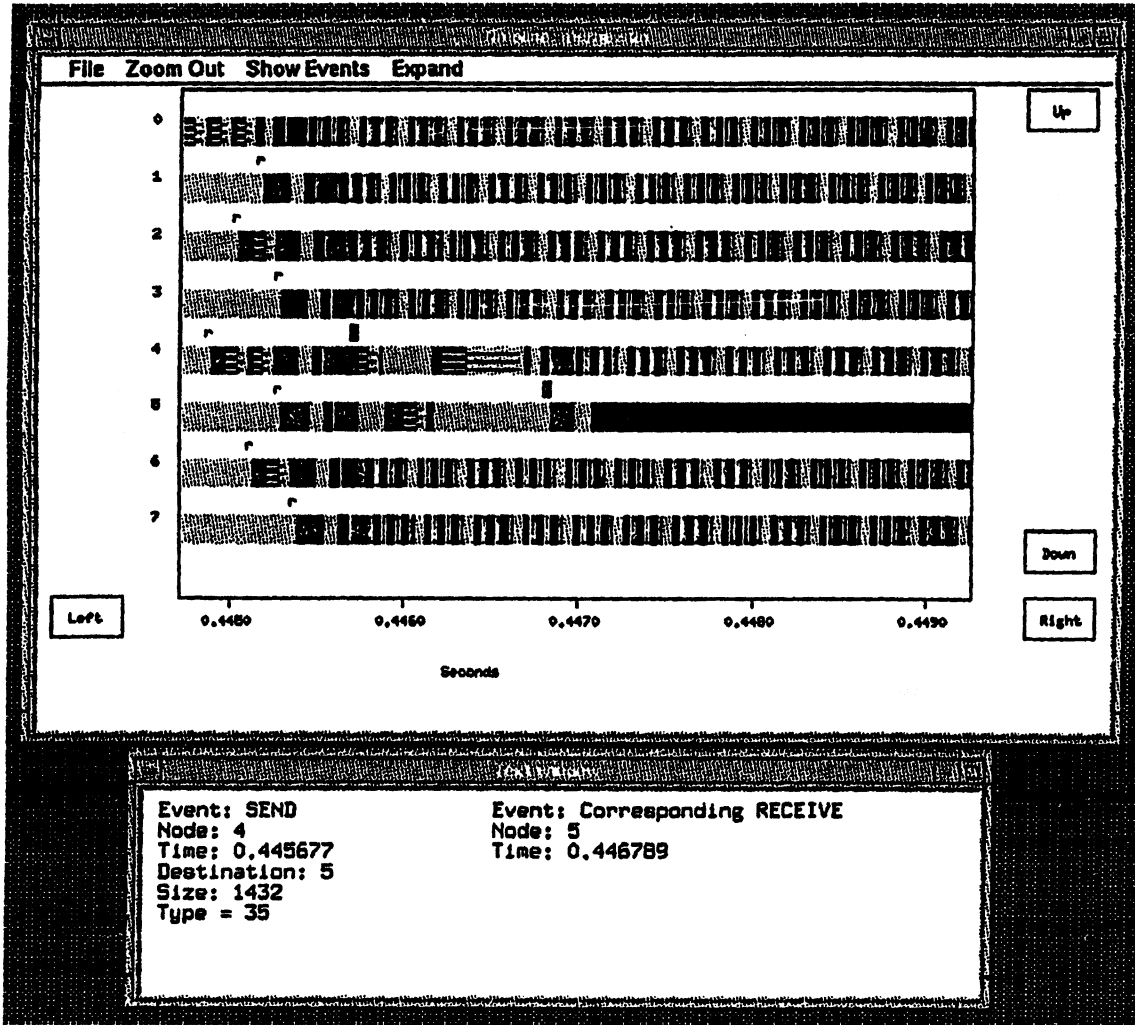 File Zoom Out Show Events Expand
Up
0
r
1
r
2
r
3
r
4
r
5
r
6
r
7
Down
Left
Right
0.4450 0.4460 0.4470 0.4480 0.4490
Seconds
Event: SEND
Node: 4
Time: 0.445677
Destination: 5
Size: 1432
Type = 35
Event: Corresponding RECEIVE
Node: 5
Time: 0.446789